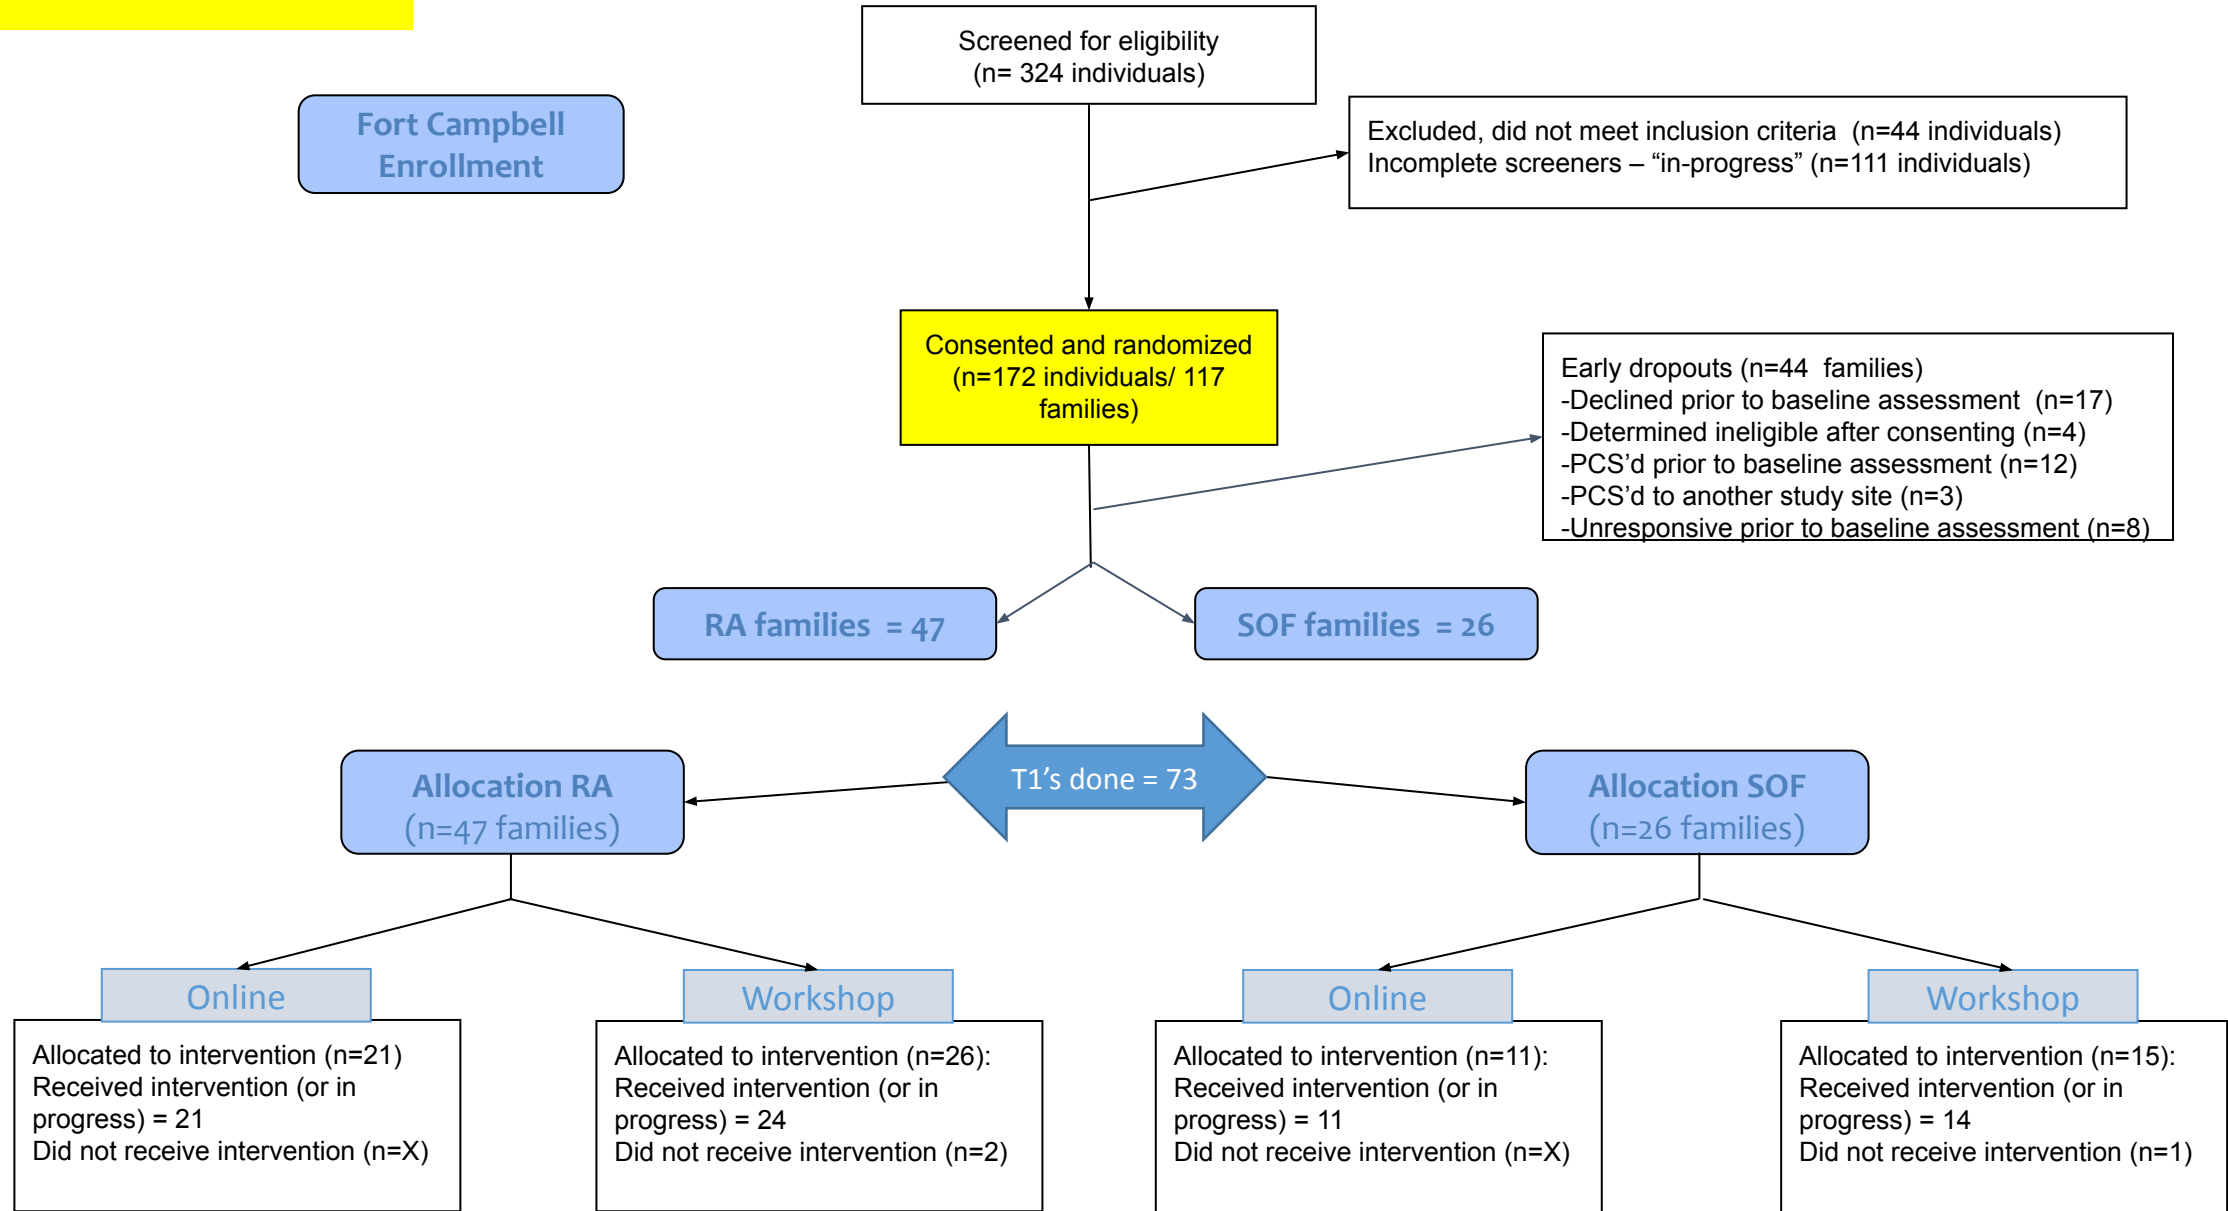 Screened for eligibility
(n= 324 individuals)
Fort Campbell
Enrollment
Excluded, did not meet inclusion criteria  (n=44 individuals)
Incomplete screeners – “in-progress” (n=111 individuals)
Consented and randomized
(n=172 individuals/ 117
families)
Early dropouts (n=44  families)
-Declined prior to baseline assessment  (n=17)
-Determined ineligible after consenting (n=4)
-PCS’d prior to baseline assessment (n=12)
-PCS’d to another study site (n=3)
-Unresponsive prior to baseline assessment (n=8)
RA families  = 47
SOF families  = 26
T1's done = 73
Allocation RA
(n=47 families)
Allocation SOF
(n=26 families)
Online
Allocated to intervention (n=21)
Received intervention (or in
progress) = 21
Did not receive intervention (n=X)
Workshop
Allocated to intervention (n=26):
Received intervention (or in
progress) = 24
Did not receive intervention (n=2)
Online
Allocated to intervention (n=11):
Received intervention (or in
progress) = 11
Did not receive intervention (n=X)
Workshop
Allocated to intervention (n=15):
Received intervention (or in
progress) = 14
Did not receive intervention (n=1)